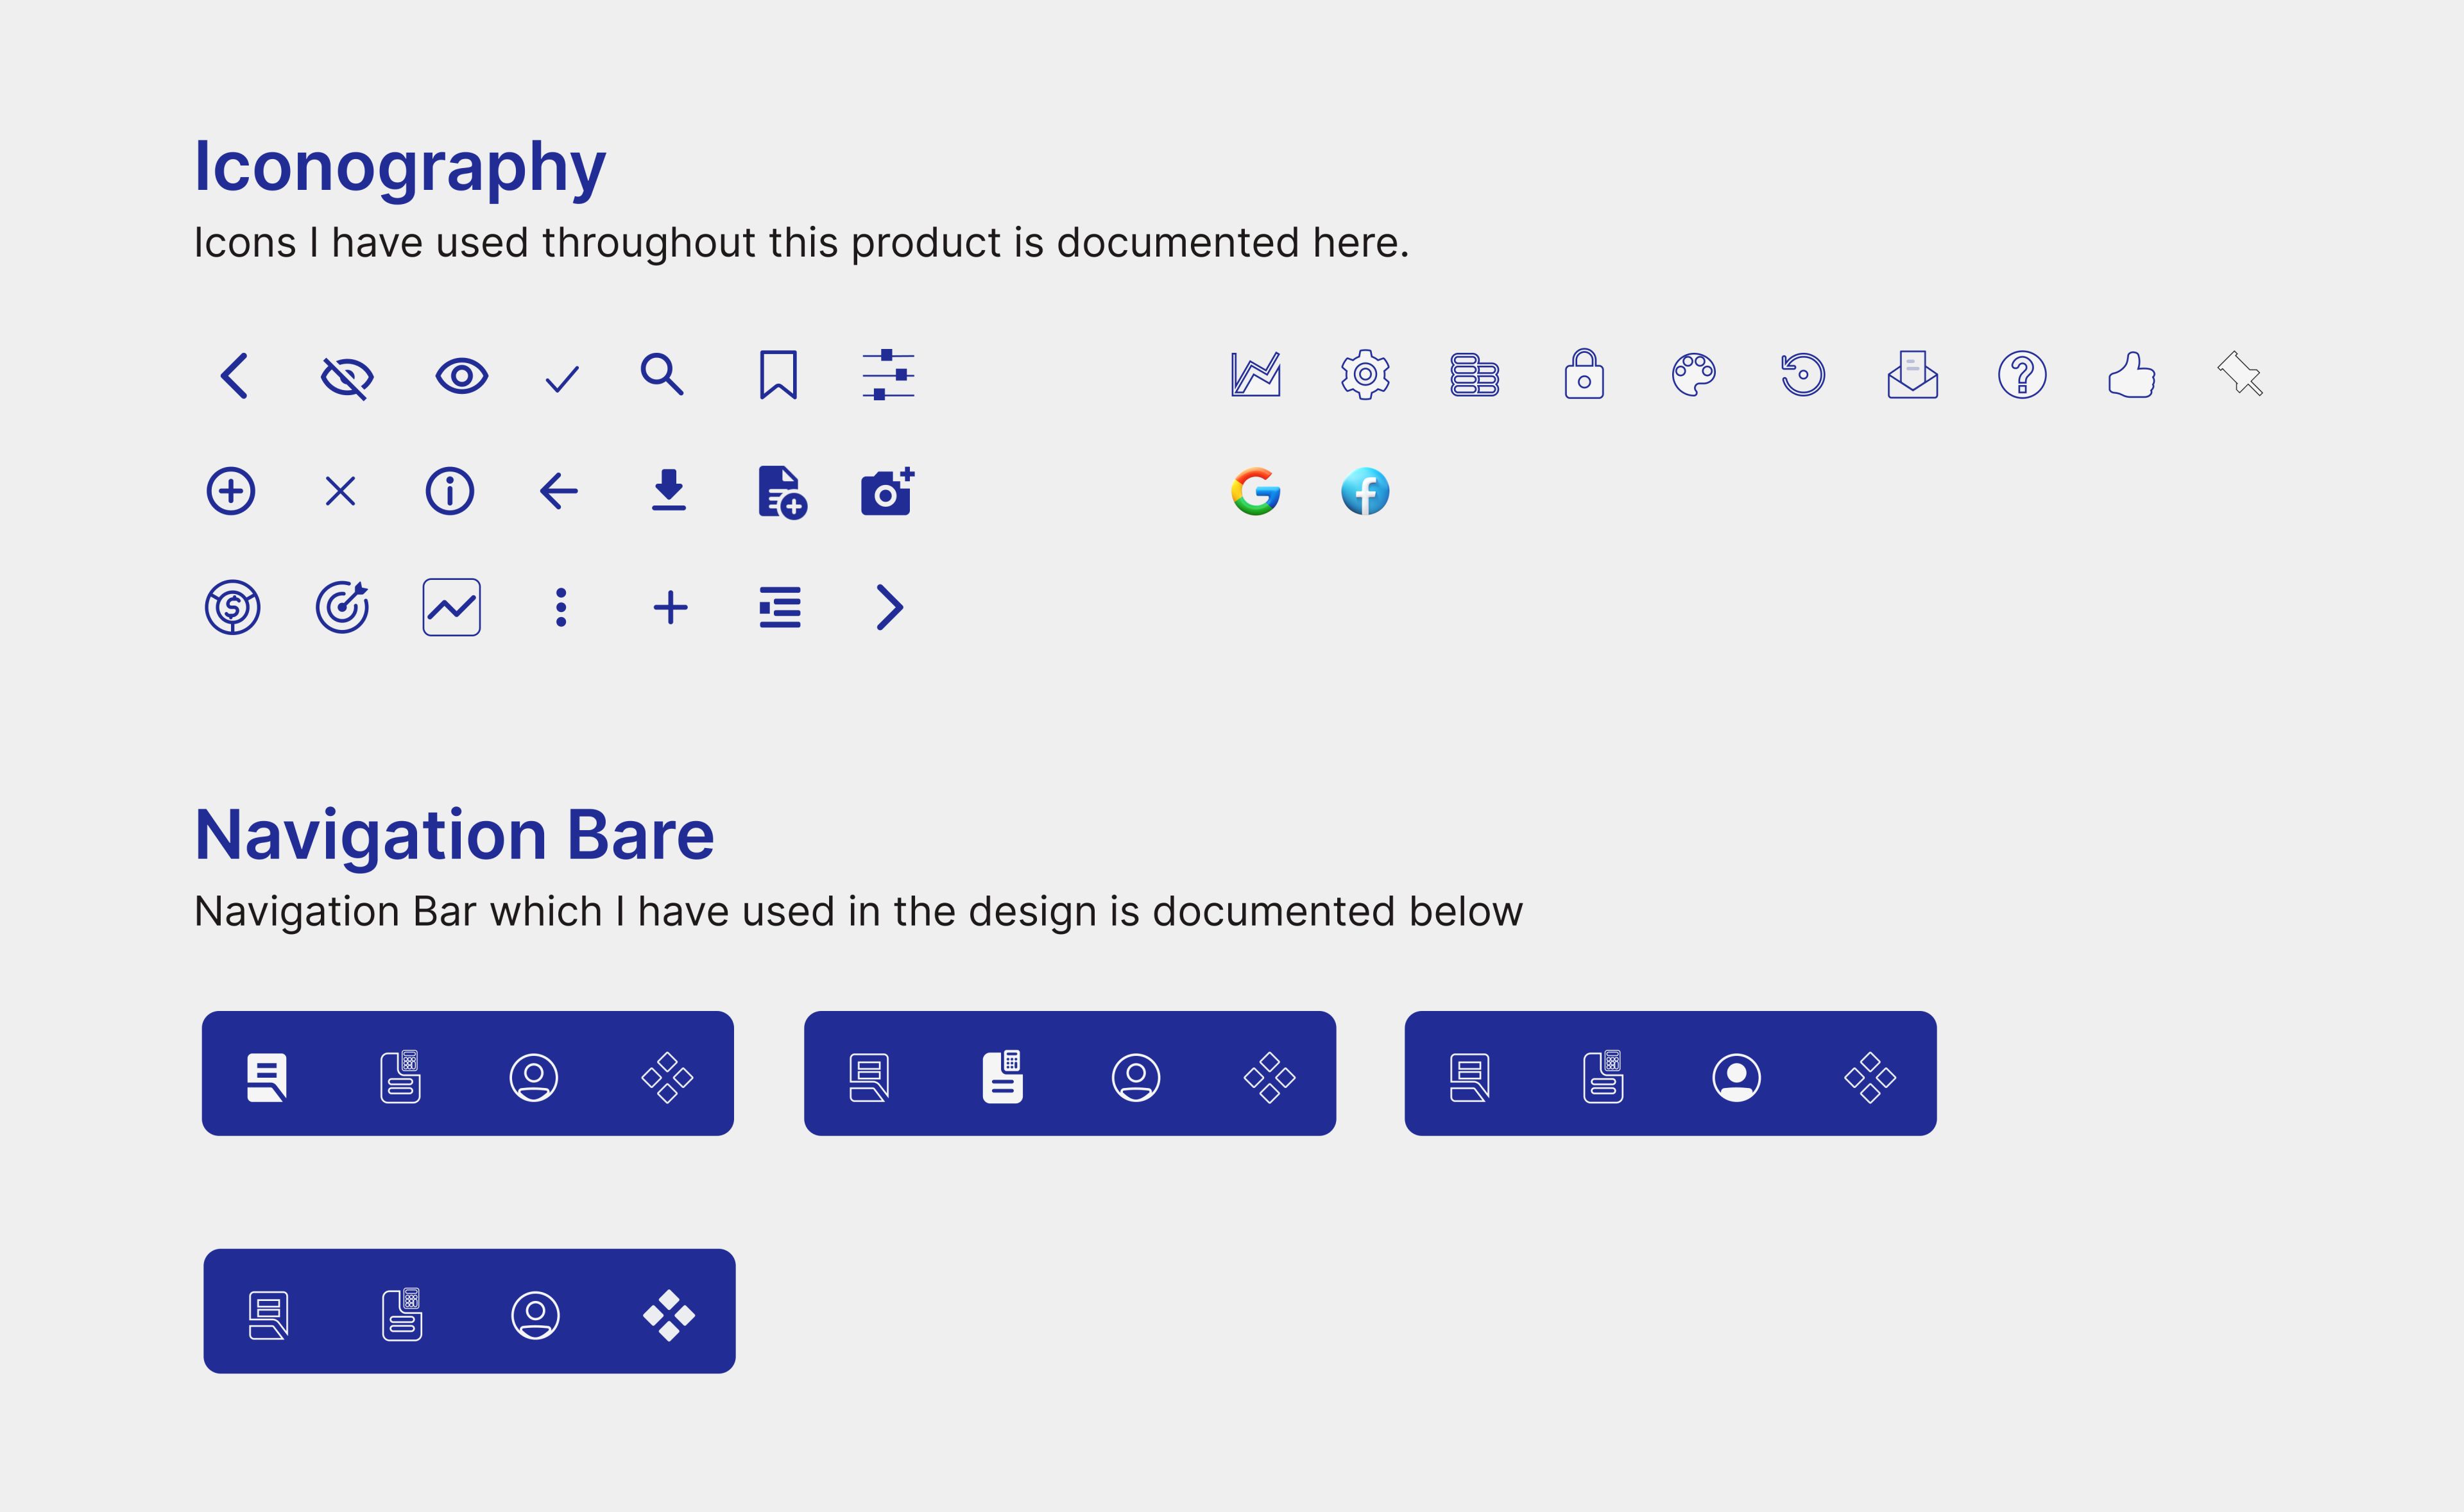 Iconography
Icons I have used throughout this product is documented here.
Navigation Bare
Navigation Bar which I have used in the design is documented below